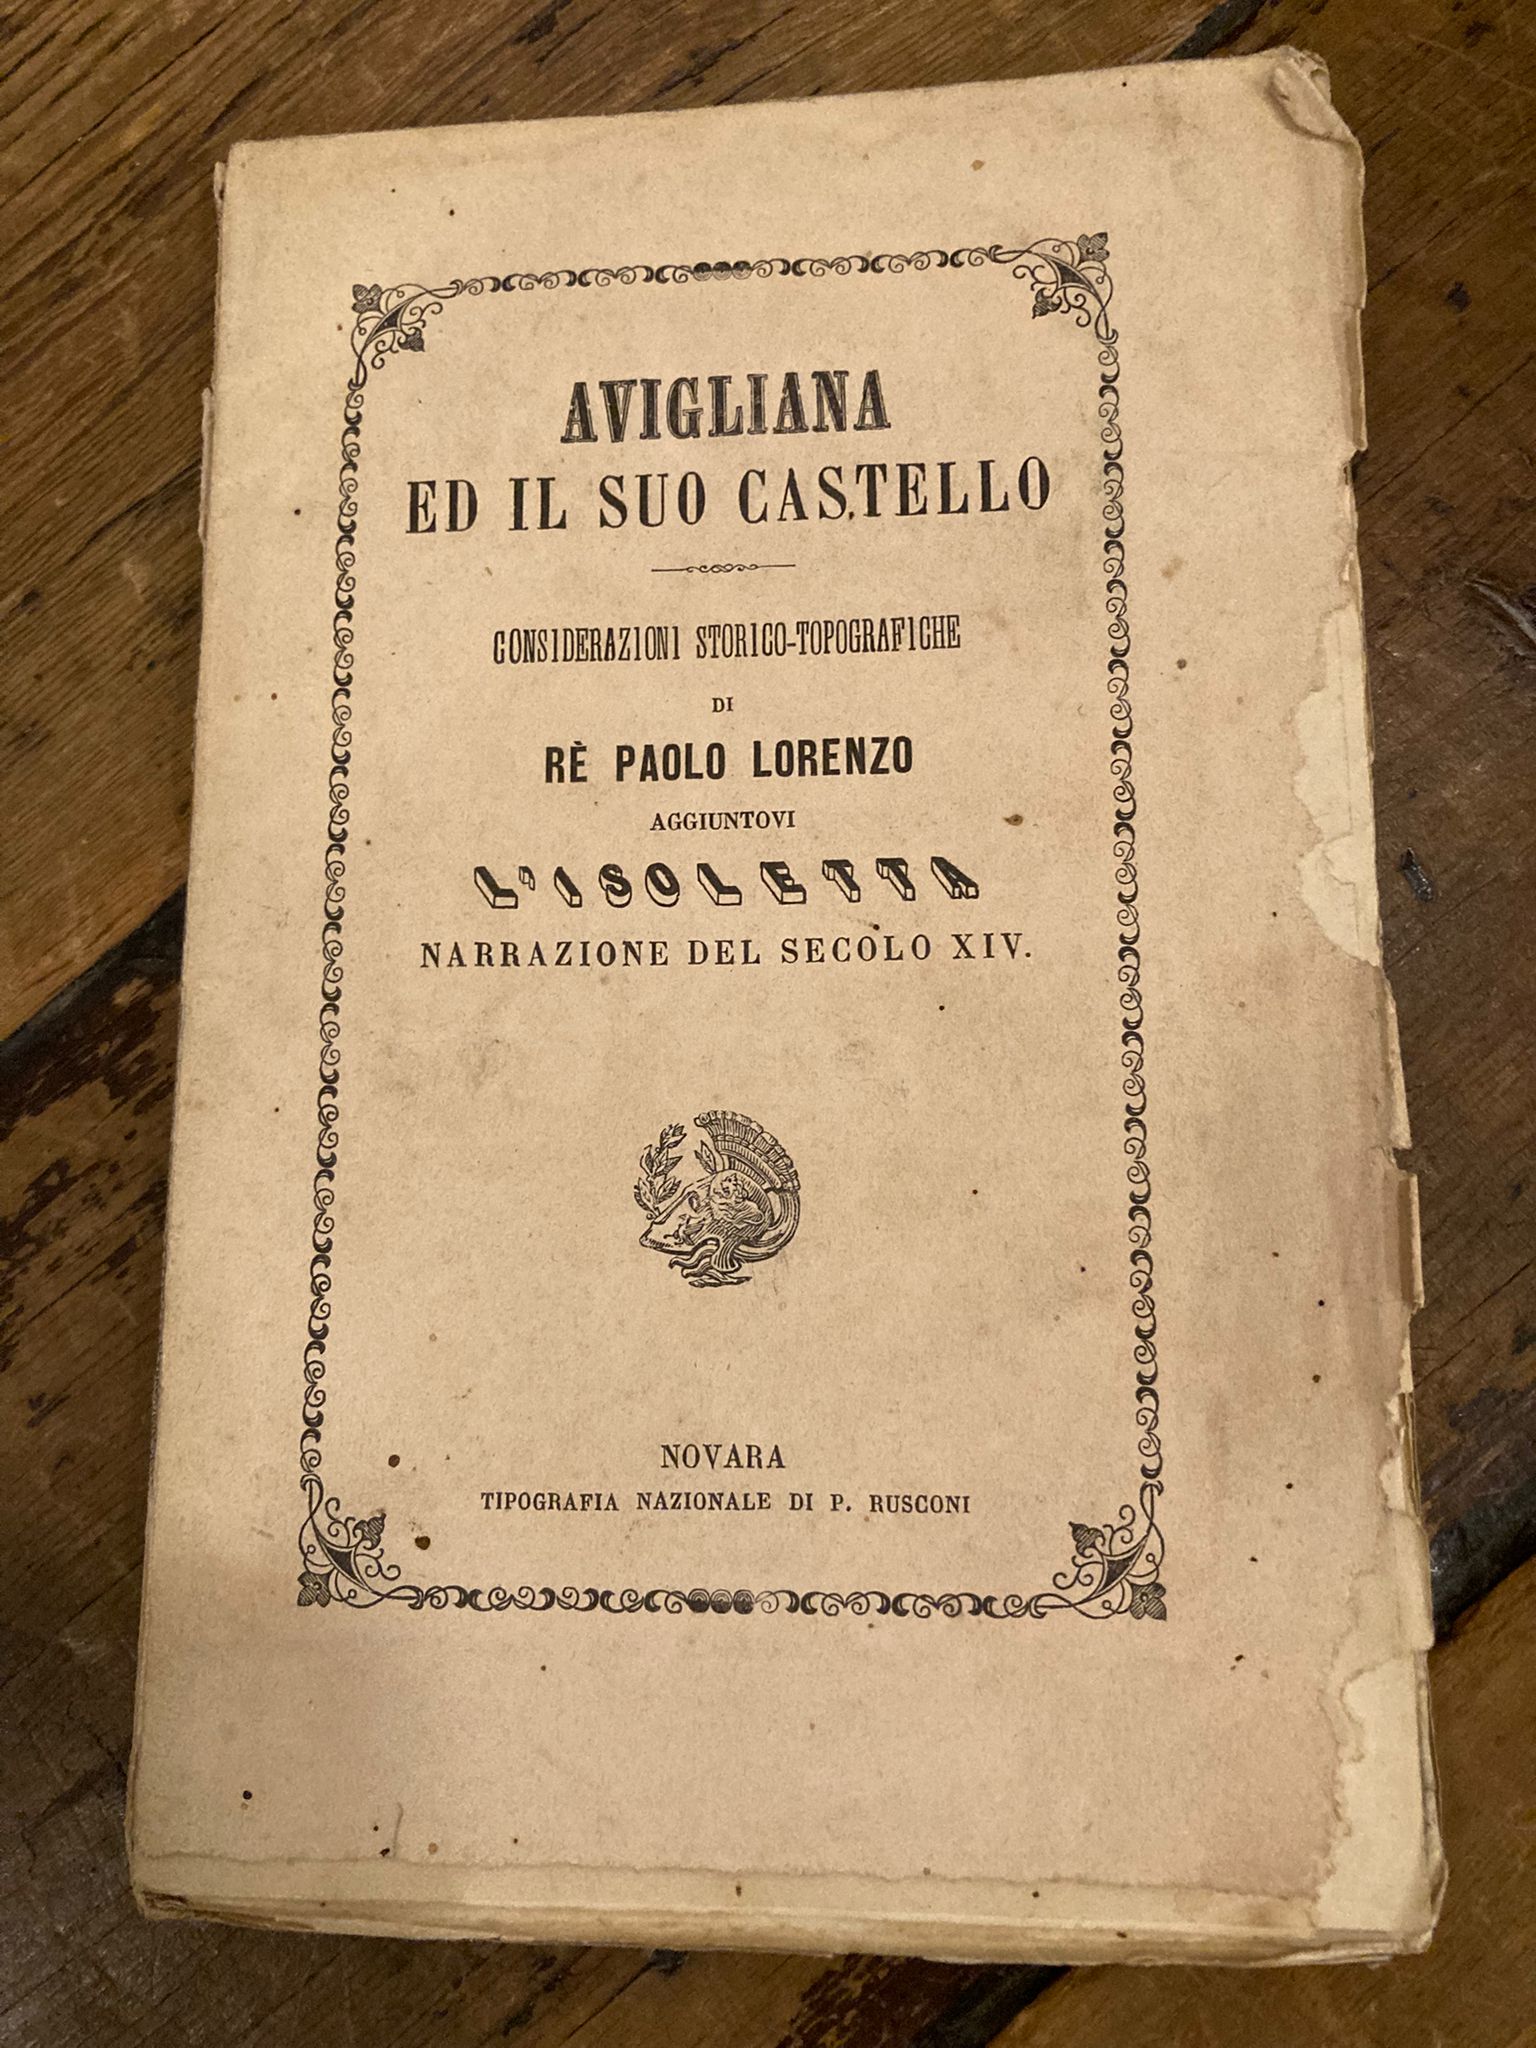 AVIGLIANA
ED IL SUO CASTELLO
CONSIDERAZIONI STORICO-TOPOGRAFICHE
DI
RÈ PAOLO LORENZO
AGGIUNTOVI
L'ISOLETTA
NARRAZIONE DEL SECOLO XIV.
NOVARA
TIPOGRAFIA NAZIONALE DI P. RUSCONI